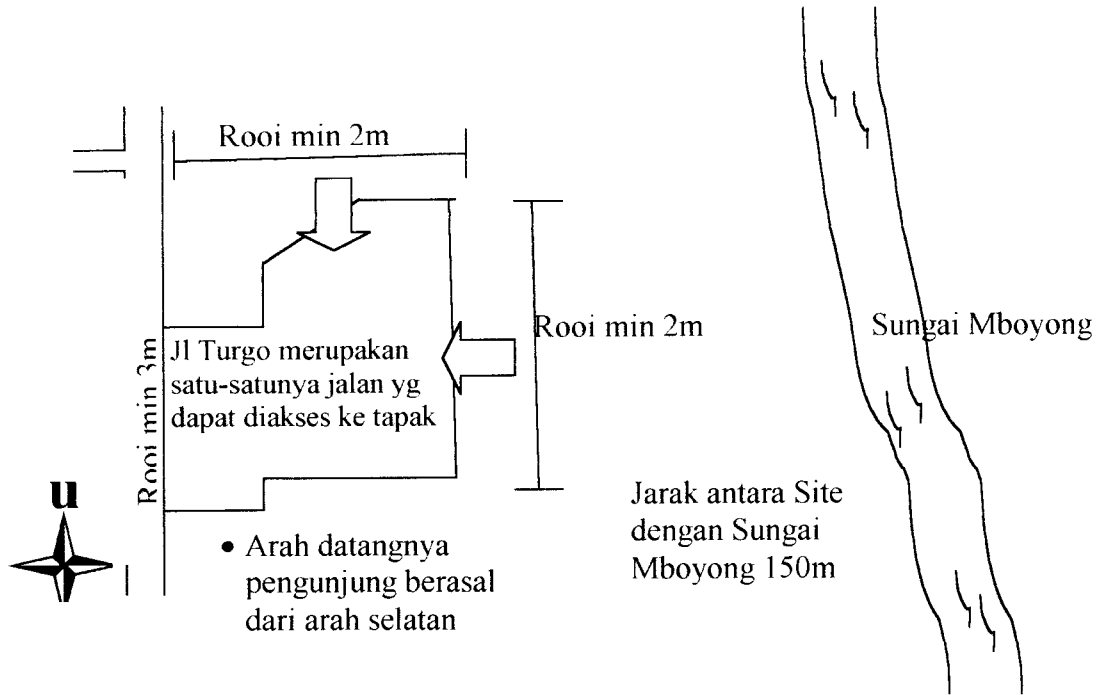 Rooi min 2m
Rooi min 2m
Sungai Mboyong
Jl Turgo merupakan
satu-satunya jalan yg
dapat diakses ke tapak
Rooi min 3m
u
Jarak antara Site
dengan Sungai
Mboyong 150m
• Arah datangnya
pengunjung berasal
dari arah selatan